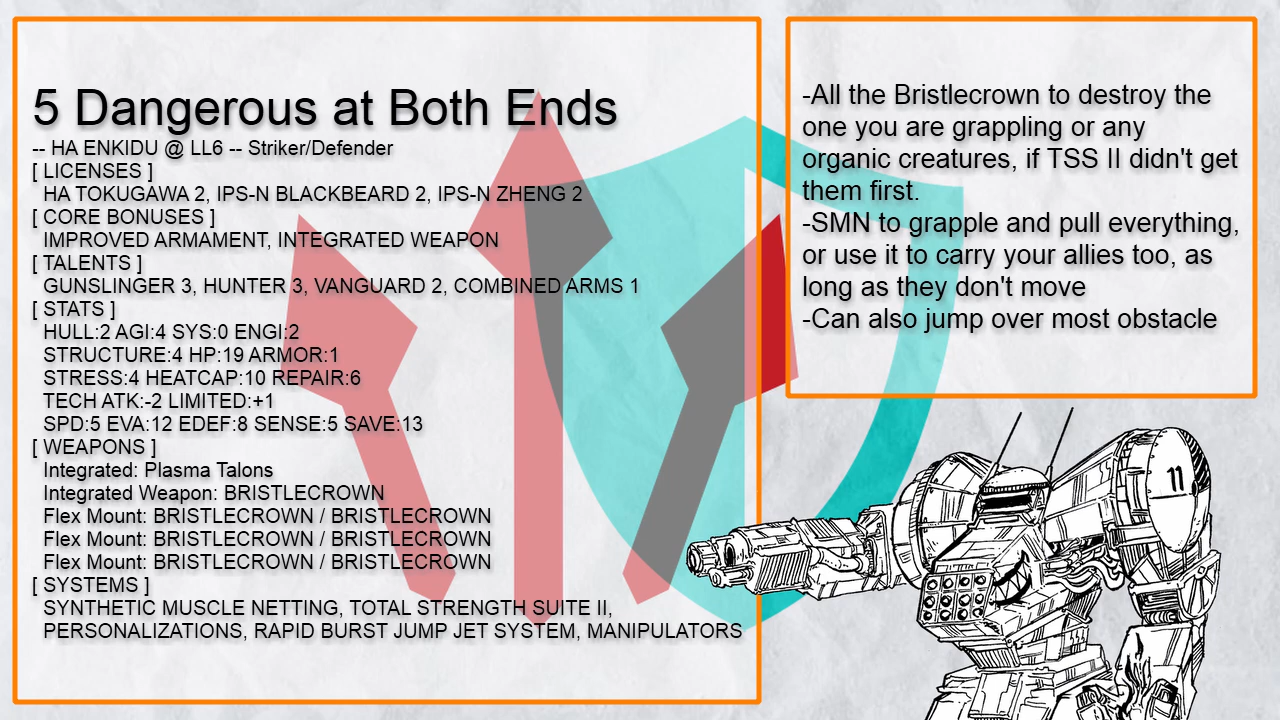 5 Dangerous at Both Ends
-- HA ENKIDU @ LL6 -- Striker/Defender
[ LICENSES ]
HA TOKUGAWA 2, IPS-N BLACKBEARD 2, IPS-N ZHENG 2
[ CORE BONUSES ]
IMPROVED ARMAMENT, INTEGRATED WEAPON
[ TALENTS ]
GUNSLINGER 3, HUNTER 3, VANGUARD 2, COMBINED ARMS 1
[ STATS ]
HULL:2 AGI:4 SYS:0 ENGI:2
STRUCTURE:4 HP:19 ARMOR:1
STRESS:4 HEATCAP:10 REPAIR:6
TECH ATK:-2 LIMITED:+1
SPD:5 EVA:12 EDEF:8 SENSE:5 SAVE:13
[ WEAPONS ]
Integrated: Plasma Talons
Integrated Weapon: BRISTLECROWN
Flex Mount: BRISTLECROWN / BRISTLECROWN
Flex Mount: BRISTLECROWN / BRISTLECROWN
Flex Mount: BRISTLECROWN / BRISTLECROWN
[ SYSTEMS ]
SYNTHETIC MUSCLE NETTING, TOTAL STRENGTH SUITE II,
PERSONALIZATIONS, RAPID BURST JUMP JET SYSTEM, MANIPULATORS
-All the Bristlecrown to destroy the
one you are grappling or any
organic creatures, if TSS II didn't get
them first.
-SMN to grapple and pull everything,
or use it to carry your allies too, as
long as they don't move
-Can also jump over most obstacle
11